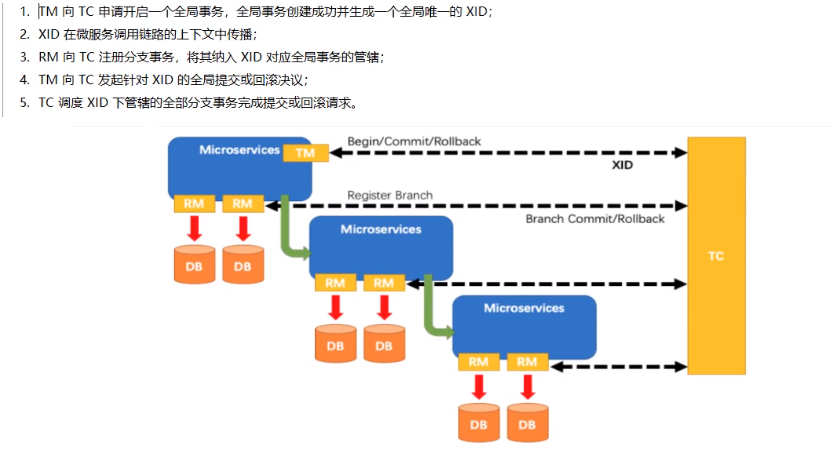 1. TM 向 TC 申请开启一个全局事务，全局事务创建成功并生成一个全局唯一的 XID；
2. XID 在微服务调用链路的上下文中传播；
3. RM 向 TC 注册分支事务，将其纳入 XID 对应全局事务的管辖；
4. TM 向 TC 发起针对 XID 的全局提交或回滚决议；
5. TC 调度 XID 下管辖的全部分支事务完成提交或回滚请求。
Begin/Commit/Rollback
Microservices
TM
XID
Register Branch
RM
RM
Branch Commit/Rollback
Microservices
TC
DB
DB
RM
RM
Microservices
DB
DB
RM
RM
DB
DB